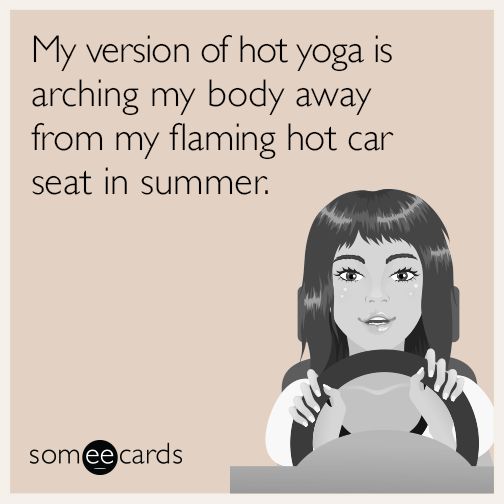 My version of hot yoga is
arching my body away
from my flaming hot car
seat in summer.
someecards